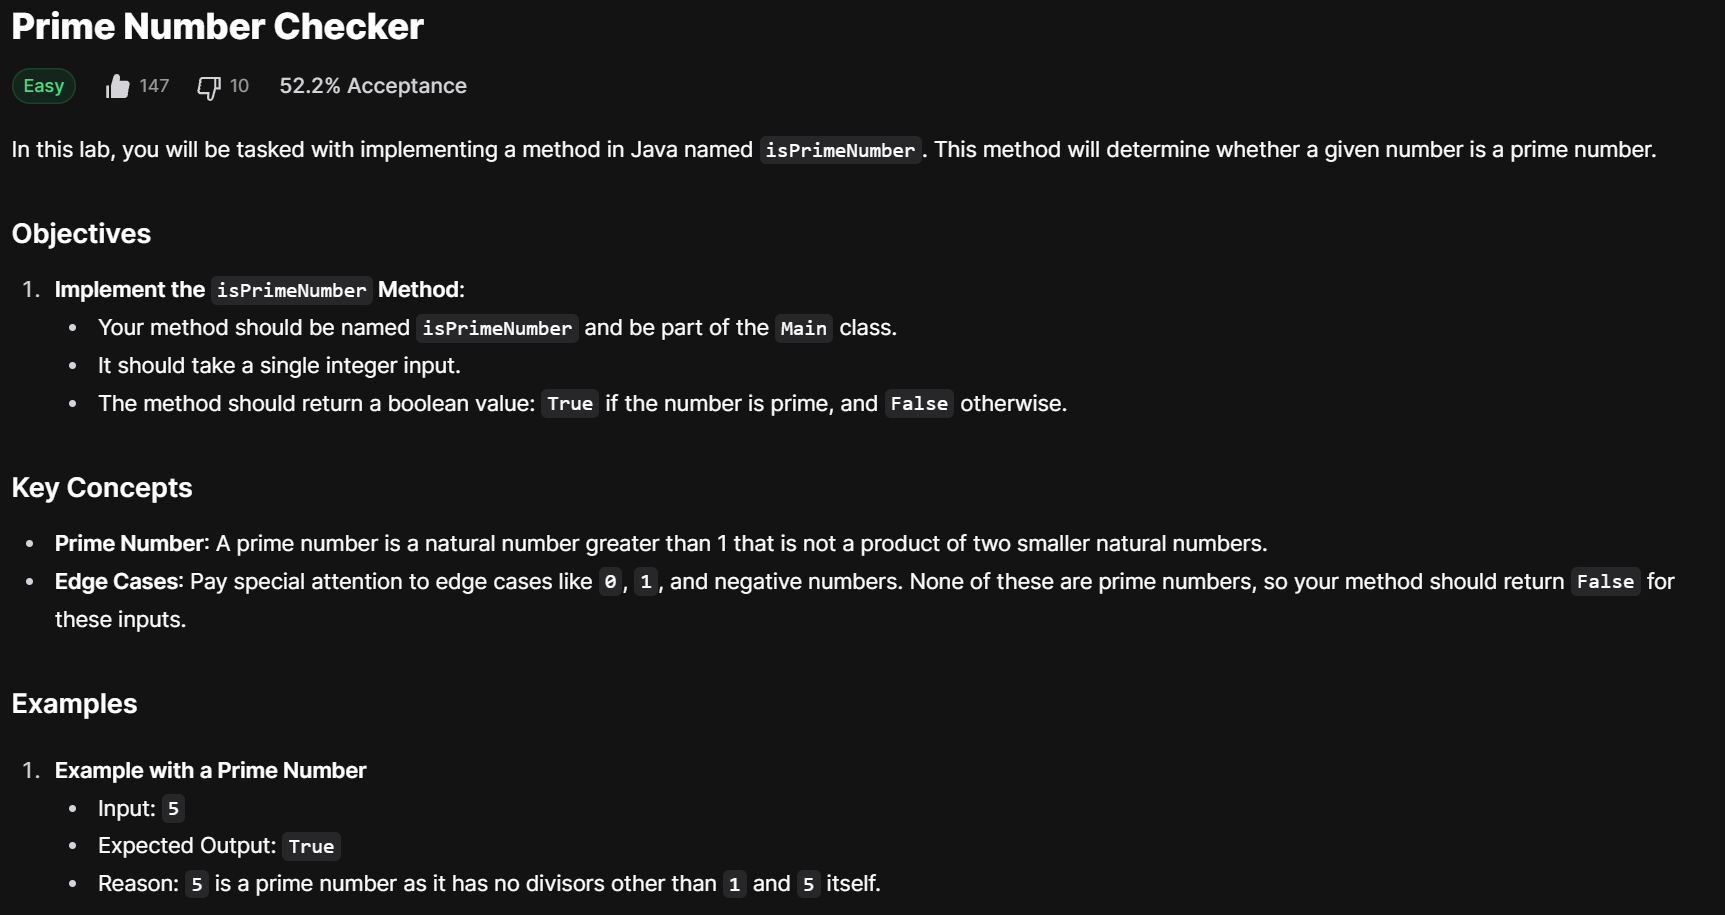 Prime Number Checker
Easy 147 10 52.2% Acceptance
In this lab, you will be tasked with implementing a method in Java named isPrimeNumber. This method will determine whether a given number is a prime number.
Objectives
1. Implement the isPrimeNumber Method:
• Your method should be named isPrimeNumber and be part of the Main class.
• It should take a single integer input.
• The method should return a boolean value: True if the number is prime, and False otherwise.
Key Concepts
• Prime Number: A prime number is a natural number greater than 1 that is not a product of two smaller natural numbers.
• Edge Cases: Pay special attention to edge cases like 0, 1, and negative numbers. None of these are prime numbers, so your method should return False for
these inputs.
Examples
1. Example with a Prime Number
• Input: 5
• Expected Output: True
• Reason: 5 is a prime number as it has no divisors other than 1 and 5 itself.